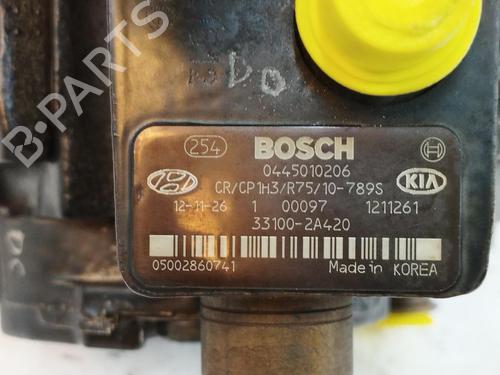 B-PARTS
DO
254 BOSCH
0445010206
CR/CP1H3/R75/10-789S
KIA
12-11-26 1 00097 1211261
33100-2A420
05002860741 Made in KOREA